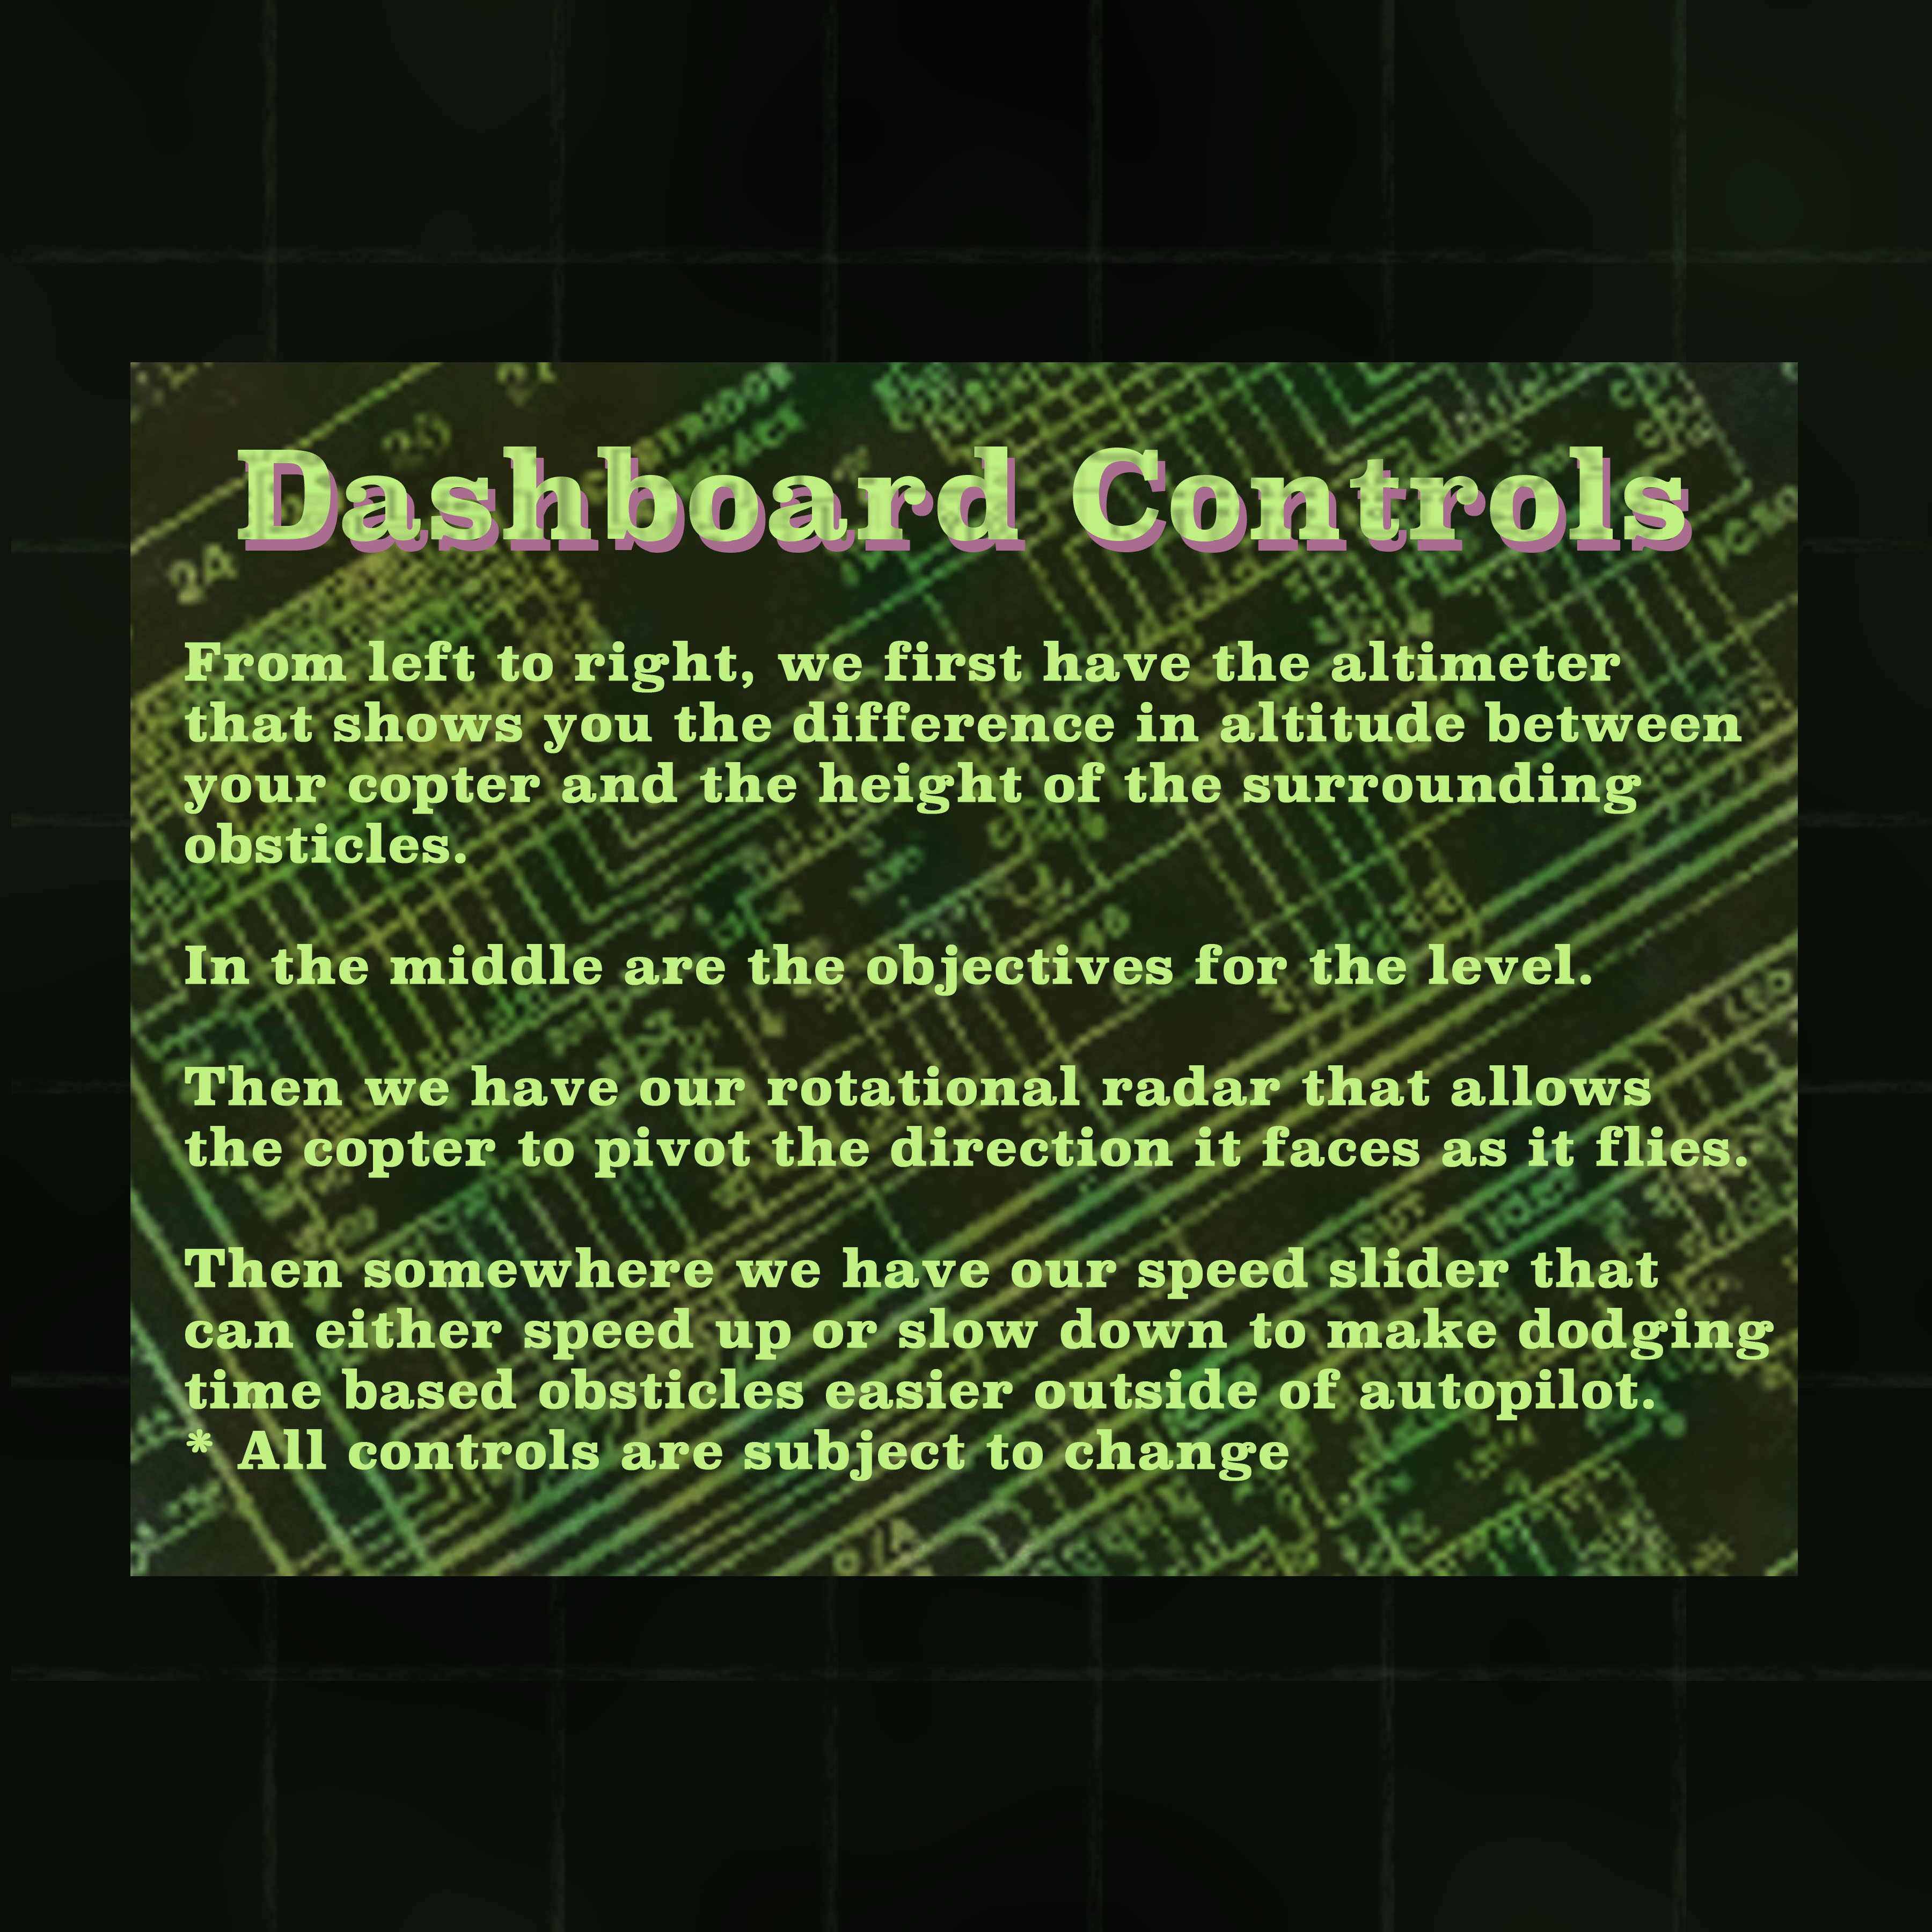 Dashboard Controls
From left to right, we first have the altimeter
that shows you the difference in altitude between
your copter and the height of the surrounding
obsticles.
In the middle are the objectives for the level.
Then we have our rotational radar that allows
the copter to pivot the direction it faces as it flies.
Then somewhere we have our speed slider that
can either speed up or slow down to make dodging
time based obsticles easier outside of autopilot.
* All controls are subject to change
24
20